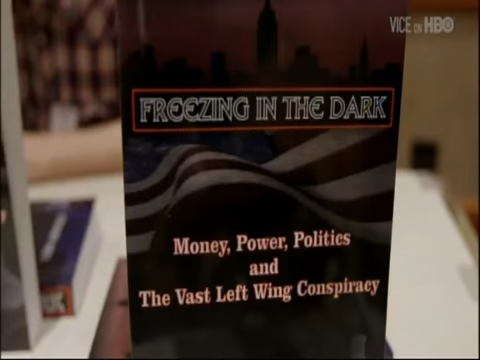 VICE ON HBO
FREEZING IN THE DARK
Money, Power, Politics
and
The Vast Left Wing Conspiracy